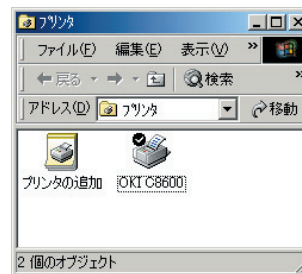 プリンタ
ファイル(F) 編集(E) 表示(V) »
戻る 検索 »
アドレス(D) プリンタ 移動
プリンタの追加 OKI C8600
2 個のオブジェクト